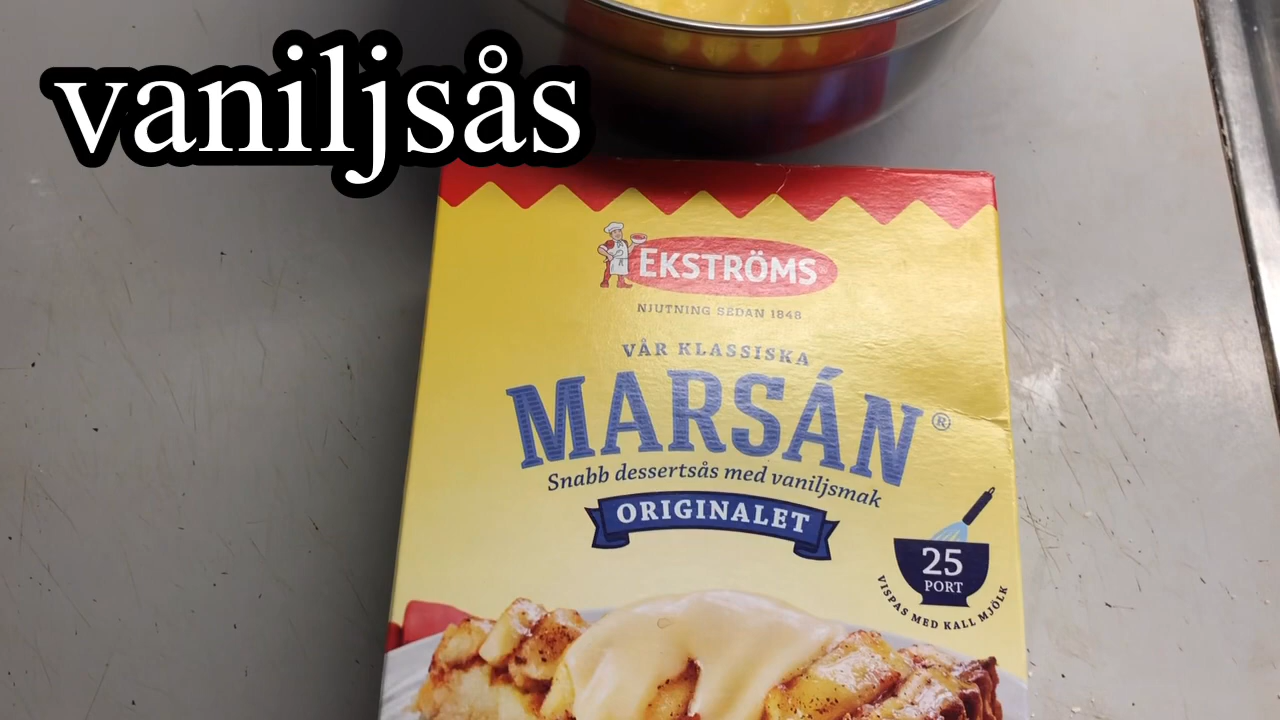 vaniljsås
EKSTRÖMS
NJUTNING SEDAN 1848
VÅR KLASSISKA
MARSÁN®
Snabb dessertsås med vaniljsmak
ORIGINALET
25
PORT
VISPAS MED KALL MJÖLK